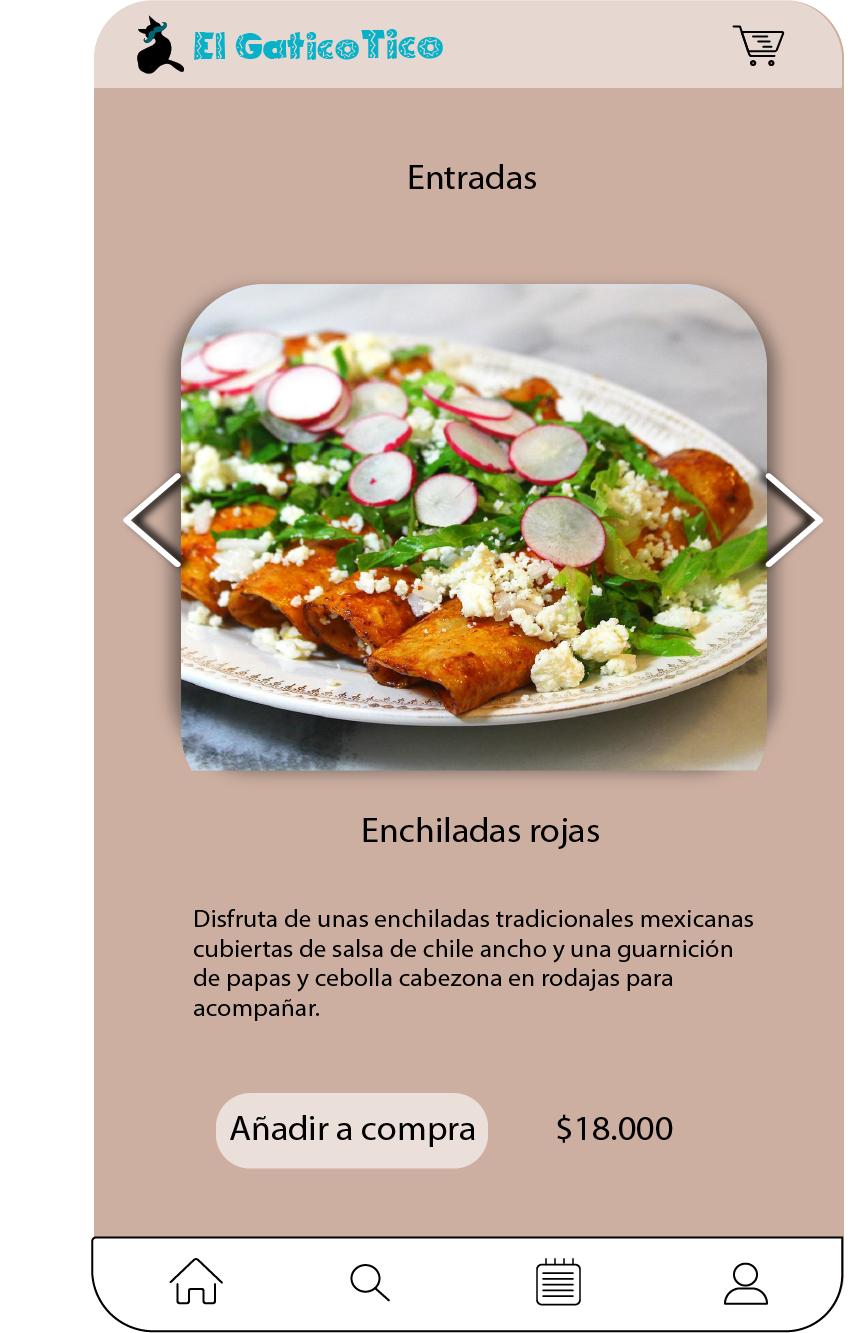 El GaticoTico
Entradas
Enchiladas rojas
Disfruta de unas enchiladas tradicionales mexicanas
cubiertas de salsa de chile ancho y una guarnición
de papas y cebolla cabezona en rodajas para
acompañar.
Añadir a compra
$18.000